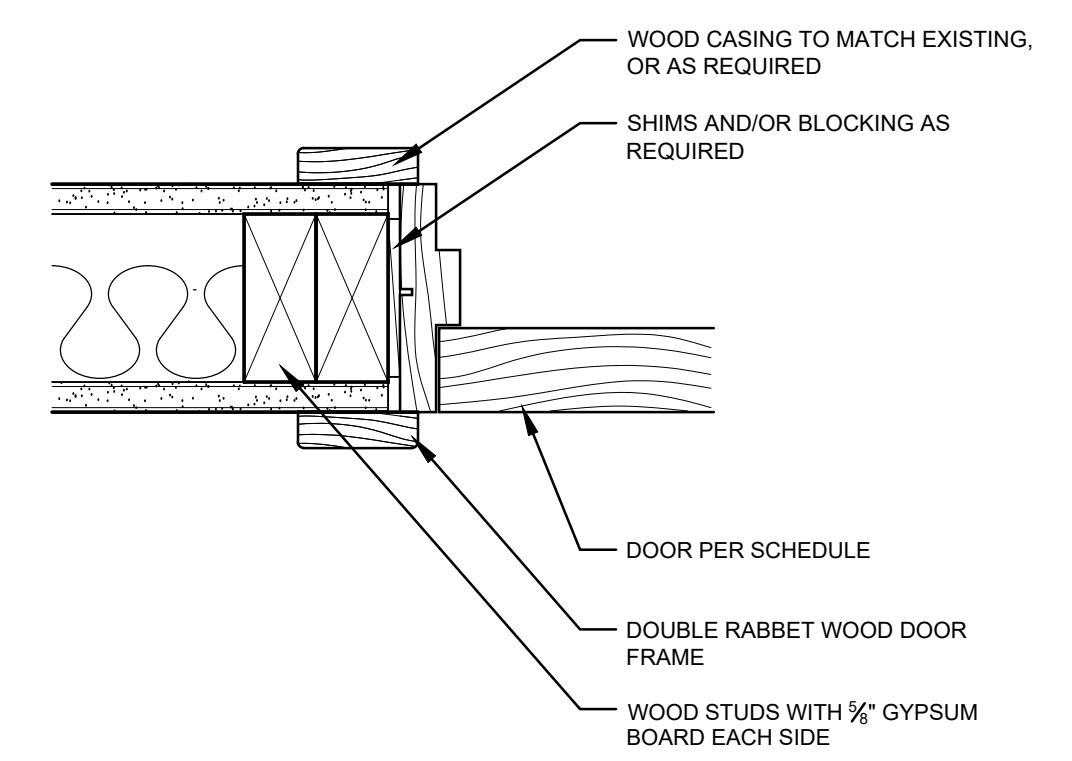 WOOD CASING TO MATCH EXISTING,
OR AS REQUIRED
SHIMS AND/OR BLOCKING AS
REQUIRED
DOOR PER SCHEDULE
DOUBLE RABBET WOOD DOOR
FRAME
WOOD STUDS WITH ⅝" GYPSUM
BOARD EACH SIDE